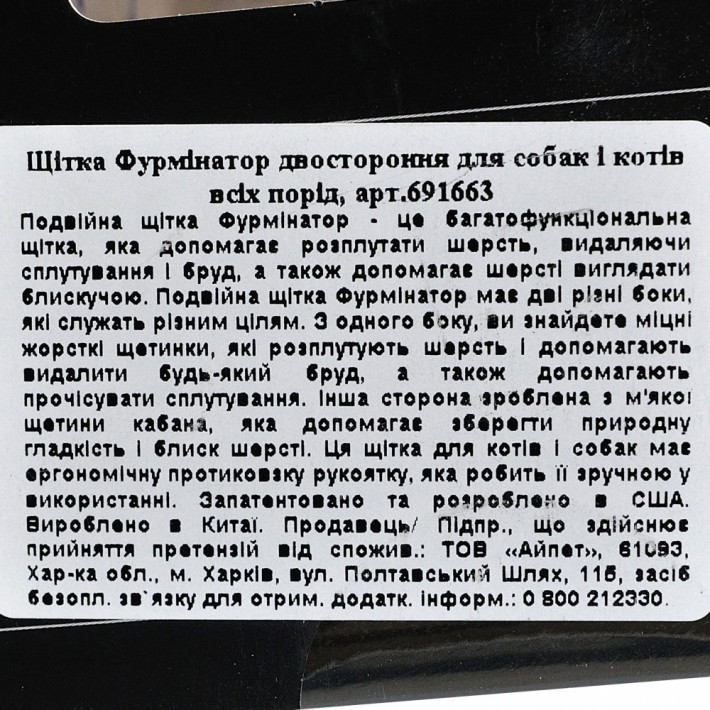 Щітка Фурмінатор двостороння для собак і котів
всіх порід, арт.691663
Подвійна щітка Фурмінатор - це багатофункціональна
щітка, яка допомагає розплутати шерсть, видаляючи
сплутування і бруд, а також допомагає шерсті виглядати
блискучою. Подвійна щітка Фурмінатор має дві різні боки,
які служать різним цілям. З одного боку, ви знайдете міцні
жорсткі щетинки, які розплутують шерсть і допомагають
видалити будь-який бруд, а також допомагають
прочісувати сплутування. Інша сторона зроблена з м'якої
щетини кабана, яка допомагає зберегти природну
гладкість і блиск шерсті. Ця щітка для котів і собак має
ергономічну протиковзку рукоятку, яка робить її зручною у
використанні. Запатентовано та розроблено в США.
Вироблено в Китаї. Продавець/ Підпр., що здійснює
прийняття претензій від спожив.: ТОВ «Айпет», 61093,
Хар-ка обл., м. Харків, вул. Полтавський Шлях, 115, засіб
безопл. зв`язку для отрим. додатк. інформ.: 0 800 212330.